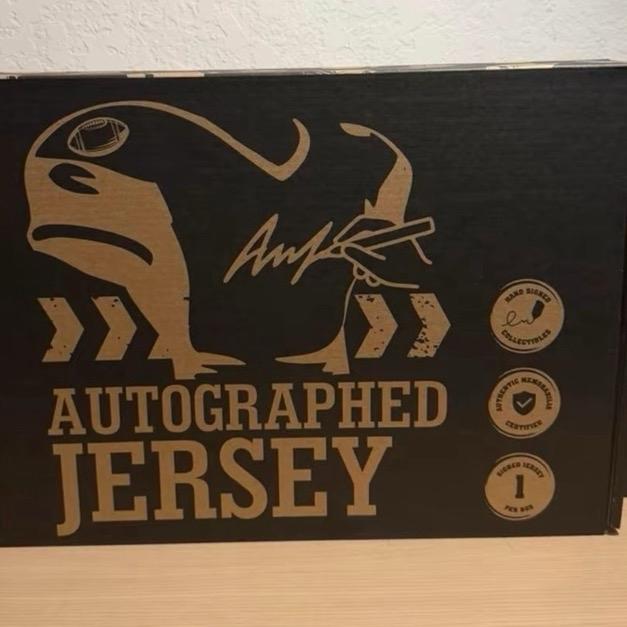 AUTOGRAPHED
JERSEY
HAND SIGNED
COLLECTIBLES
AUTHENTIC MEMORABILIA
CERTIFIED
SIGNED JERSEY
1
PER BOX